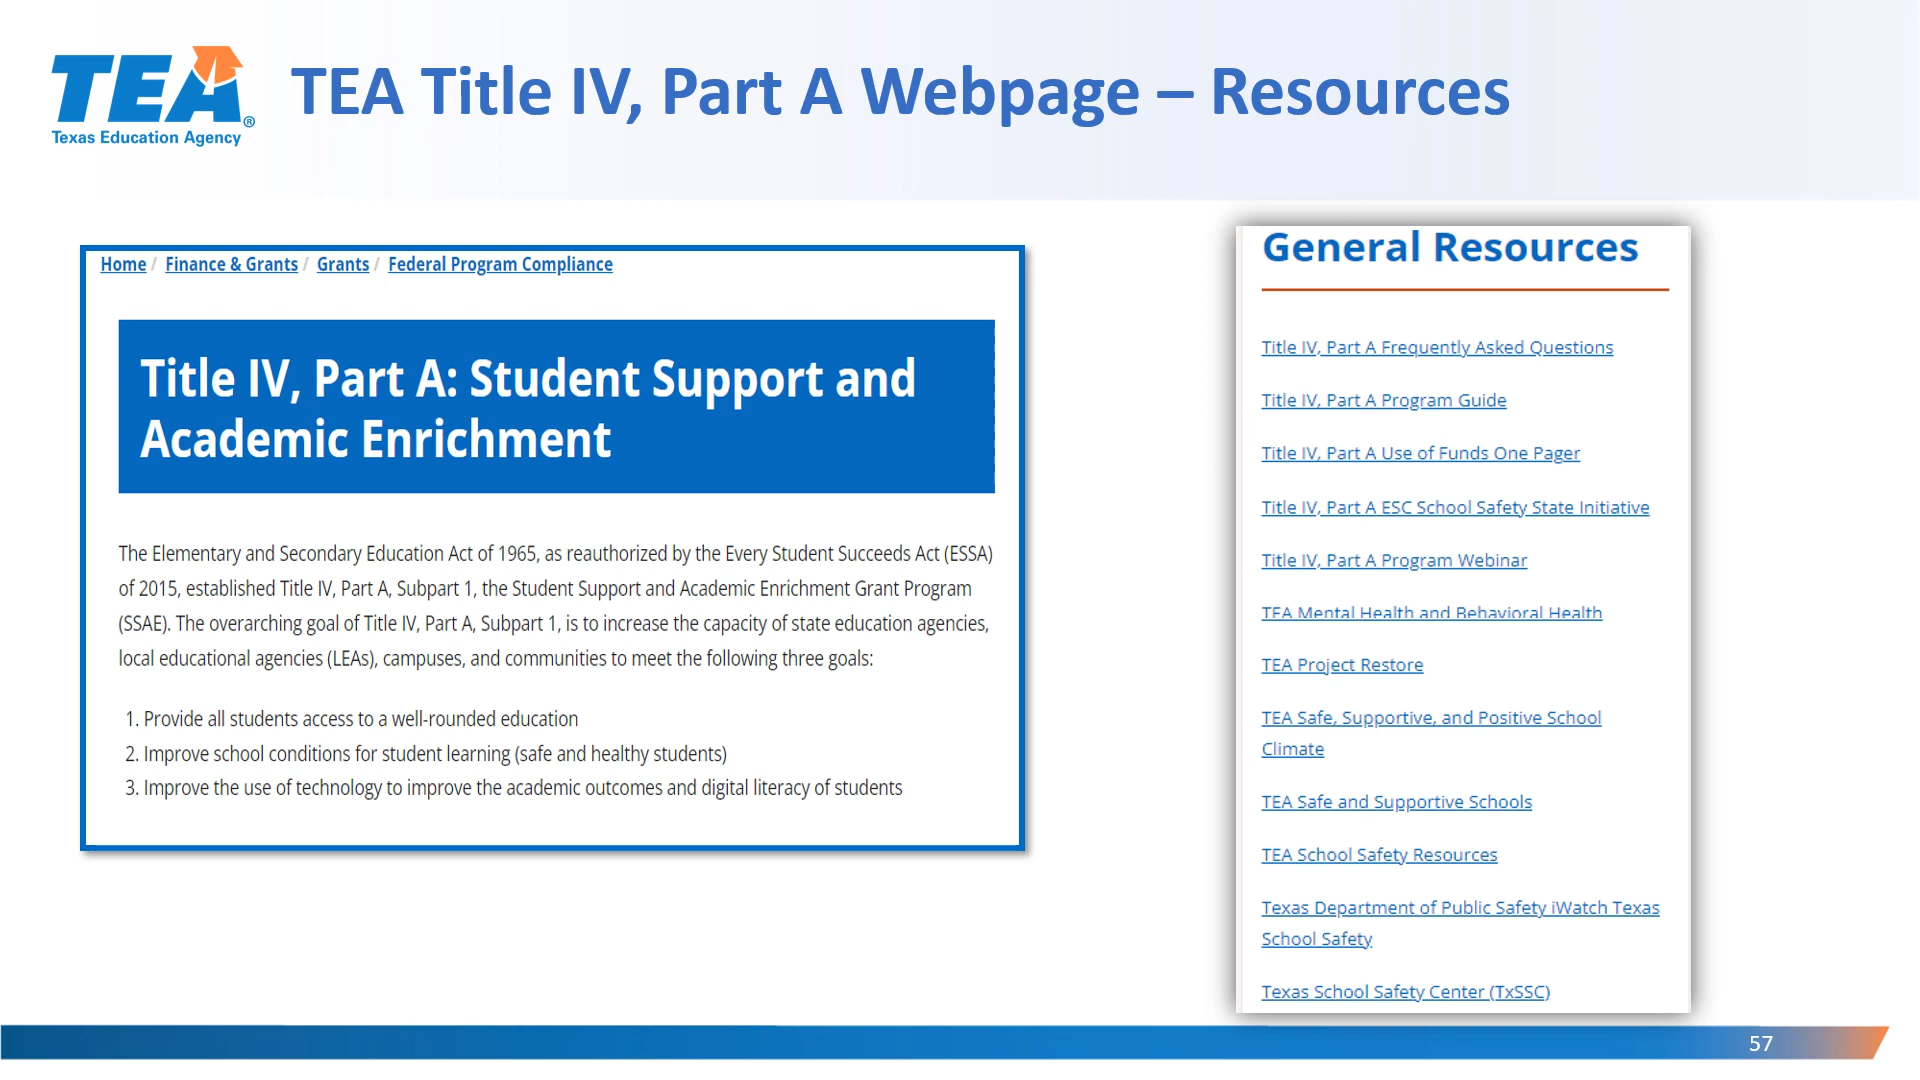 TEA®
Texas Education Agency
TEA Title IV, Part A Webpage – Resources
Home / Finance & Grants / Grants / Federal Program Compliance
Title IV, Part A: Student Support and
Academic Enrichment
The Elementary and Secondary Education Act of 1965, as reauthorized by the Every Student Succeeds Act (ESSA)
of 2015, established Title IV, Part A, Subpart 1, the Student Support and Academic Enrichment Grant Program
(SSAE). The overarching goal of Title IV, Part A, Subpart 1, is to increase the capacity of state education agencies,
local educational agencies (LEAs), campuses, and communities to meet the following three goals:
1. Provide all students access to a well-rounded education
2. Improve school conditions for student learning (safe and healthy students)
3. Improve the use of technology to improve the academic outcomes and digital literacy of students
General Resources
Title IV, Part A Frequently Asked Questions
Title IV, Part A Program Guide
Title IV, Part A Use of Funds One Pager
Title IV, Part A ESC School Safety State Initiative
Title IV, Part A Program Webinar
TEA Mental Health and Behavioral Health
TEA Project Restore
TEA Safe, Supportive, and Positive School
Climate
TEA Safe and Supportive Schools
TEA School Safety Resources
Texas Department of Public Safety iWatch Texas
School Safety
Texas School Safety Center (TxSSC)
57